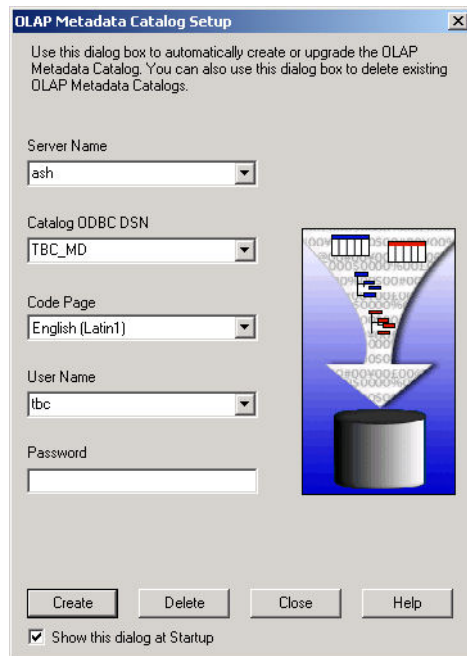 OLAP Metadata Catalog Setup
Use this dialog box to automatically create or upgrade the OLAP
Metadata Catalog. You can also use this dialog box to delete existing
OLAP Metadata Catalogs.
Server Name
ash
Catalog ODBC DSN
TBC_MD
Code Page
English (Latin1)
User Name
tbc
Password
Create
Delete
Close
Help
Show this dialog at Startup